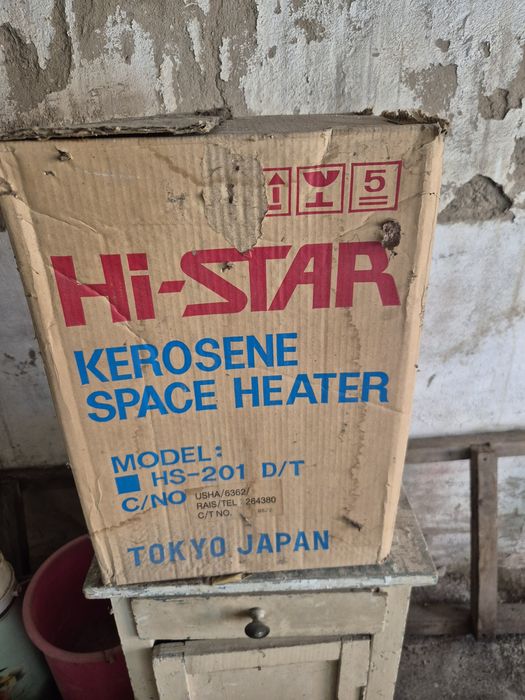 5
Hi-STAR
KEROSENE
SPACE HEATER
MODEL:
HS-201 D/T
C/NO USHA/6362/
RAIS/TEL: 264380
C/T NO.
TOKYO JAPAN